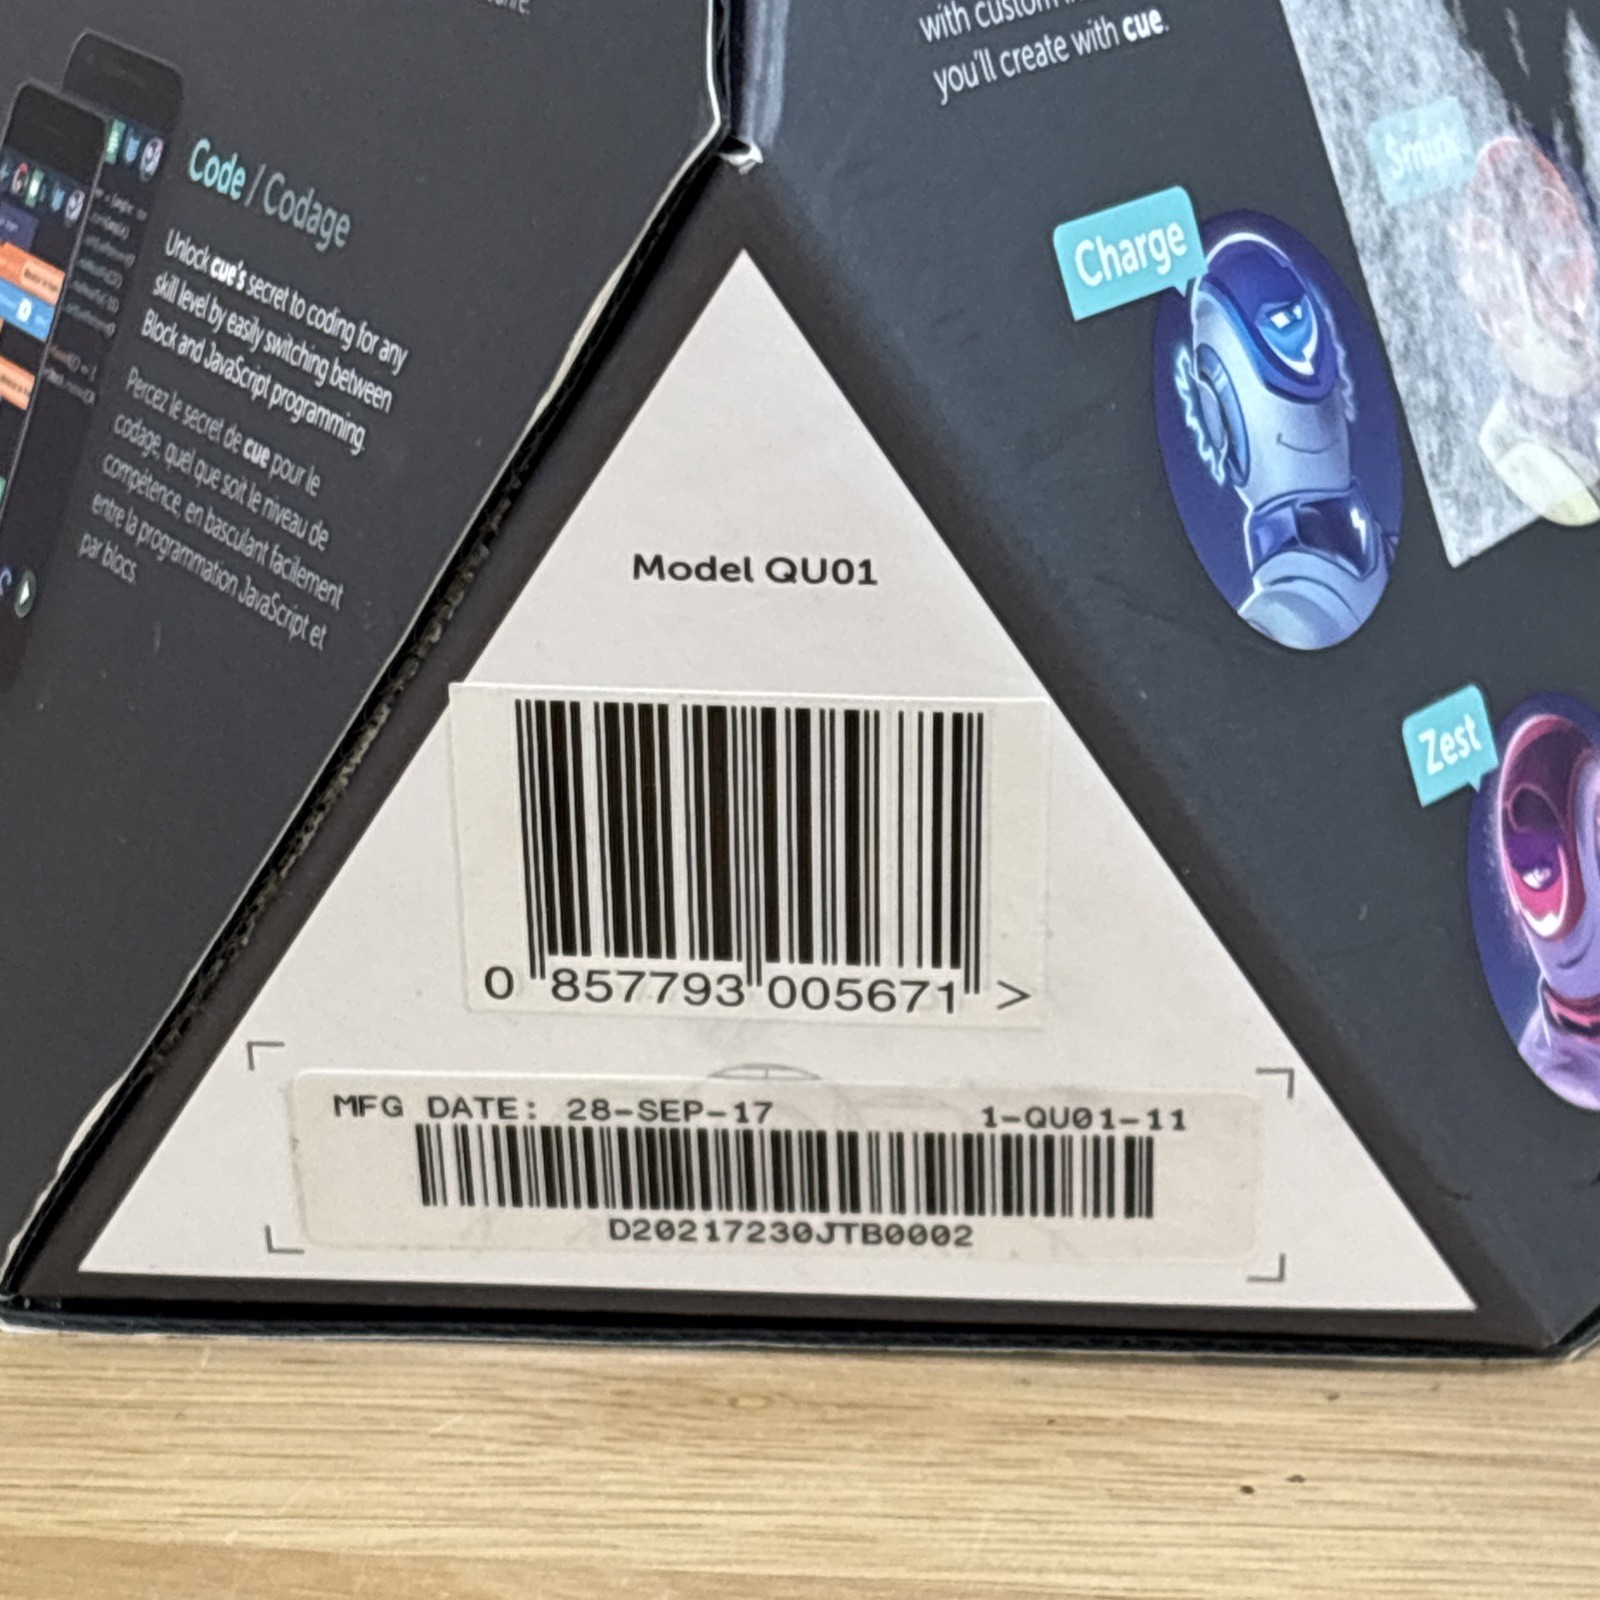 Code / Codage
Unlock cue's secret to coding for any
skill level by easily switching between
Block and JavaScript programming.
Percez le secret de cue pour le
codage, quel que soit le niveau de
compétence, en basculant facilement
entre la programmation JavaScript et
par blocs.
with custom
you'll create with cue.
Smirk
Charge
Zest
Model QU01
0 857793 005671 >
MFG DATE: 28-SEP-17 1-QU01-11
D20217230JTB0002